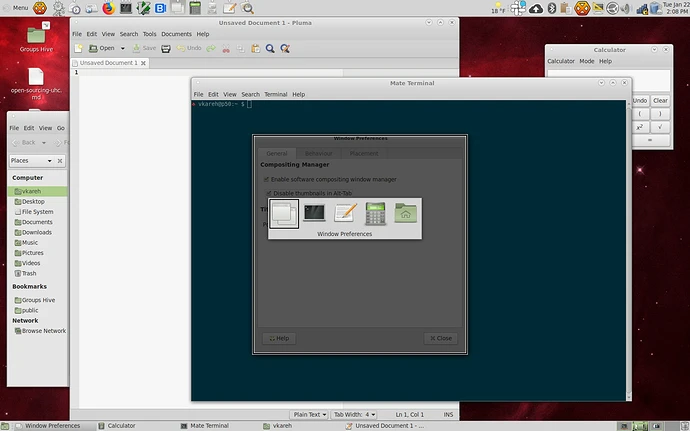 Menu
18 °F
Tue Jan 22
2:08 PM
Groups Hive
open-sourcing-uhc.
md
Unsaved Document 1 - Pluma
File Edit View Search Tools Documents Help
Open
Save
Undo
Unsaved Document 1
1
Calculator
Calculator Mode Help
Undo Clear
( )
x² √
=
Mate Terminal
File Edit View Search Terminal Help
vkareh@p50:~ $
File Edit View Go
Back
Places
Computer
vkareh
Desktop
File System
Documents
Downloads
Music
Pictures
Videos
Trash
Bookmarks
Groups Hive
public
Network
Browse Network
Window Preferences
General Behaviour Placement
Compositing Manager
Enable software compositing window manager
Disable thumbnails in Alt-Tab
Window Preferences
Help
Close
Plain Text
Tab Width: 4
Ln 1, Col 1
INS
Window Preferences
Calculator
Mate Terminal
vkareh
Unsaved Document 1 - ...